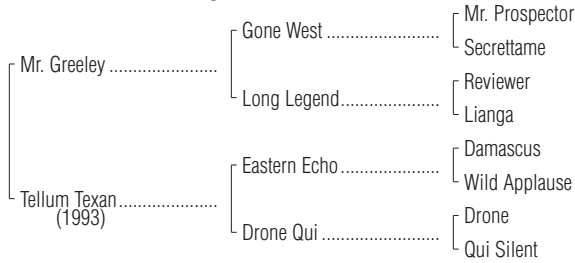 Mr. Prospector
Gone West ......................
Secrettame
Mr. Greeley .....................
Reviewer
Long Legend...................
Lianga
Damascus
Eastern Echo...................
Wild Applause
Tellum Texan...................
(1993)
Drone
Drone Qui ......................
Qui Silent